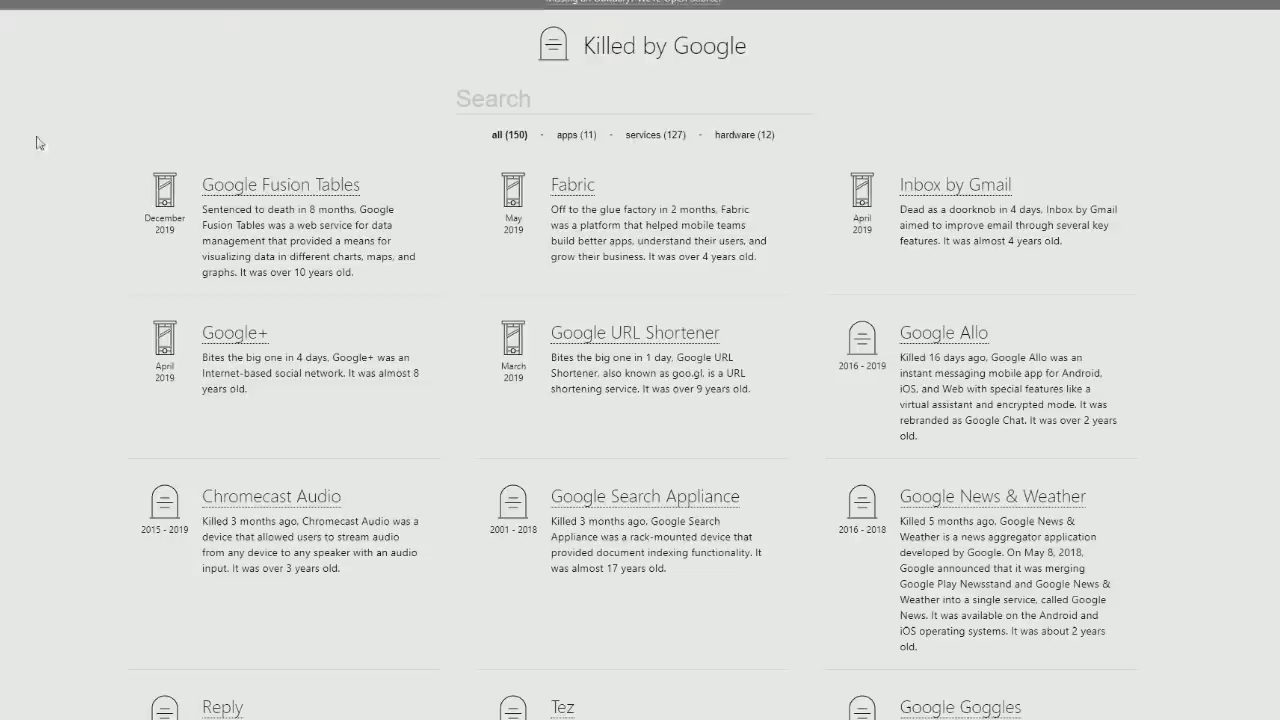 Missing an Obituary? We're Open Source!
Killed by Google
Search
all (150) · apps (11) · services (127) · hardware (12)
Google Fusion Tables
December
2019
Sentenced to death in 8 months, Google
Fusion Tables was a web service for data
management that provided a means for
visualizing data in different charts, maps, and
graphs. It was over 10 years old.
Fabric
May
2019
Off to the glue factory in 2 months, Fabric
was a platform that helped mobile teams
build better apps, understand their users, and
grow their business. It was over 4 years old.
Inbox by Gmail
April
2019
Dead as a doorknob in 4 days, Inbox by Gmail
aimed to improve email through several key
features. It was almost 4 years old.
Google+
April
2019
Bites the big one in 4 days, Google+ was an
Internet-based social network. It was almost 8
years old.
Google URL Shortener
March
2019
Bites the big one in 1 day, Google URL
Shortener, also known as goo.gl, is a URL
shortening service. It was over 9 years old.
Google Allo
2016 - 2019
Killed 16 days ago, Google Allo was an
instant messaging mobile app for Android,
iOS, and Web with special features like a
virtual assistant and encrypted mode. It was
rebranded as Google Chat. It was over 2 years
old.
Chromecast Audio
2015 - 2019
Killed 3 months ago, Chromecast Audio was a
device that allowed users to stream audio
from any device to any speaker with an audio
input. It was over 3 years old.
Google Search Appliance
2001 - 2018
Killed 3 months ago, Google Search
Appliance was a rack-mounted device that
provided document indexing functionality. It
was almost 17 years old.
Google News & Weather
2016 - 2018
Killed 5 months ago, Google News &
Weather is a news aggregator application
developed by Google. On May 8, 2018,
Google announced that it was merging
Google Play Newsstand and Google News &
Weather into a single service, called Google
News. It was available on the Android and
iOS operating systems. It was about 2 years
old.
Reply
Tez
Google Goggles